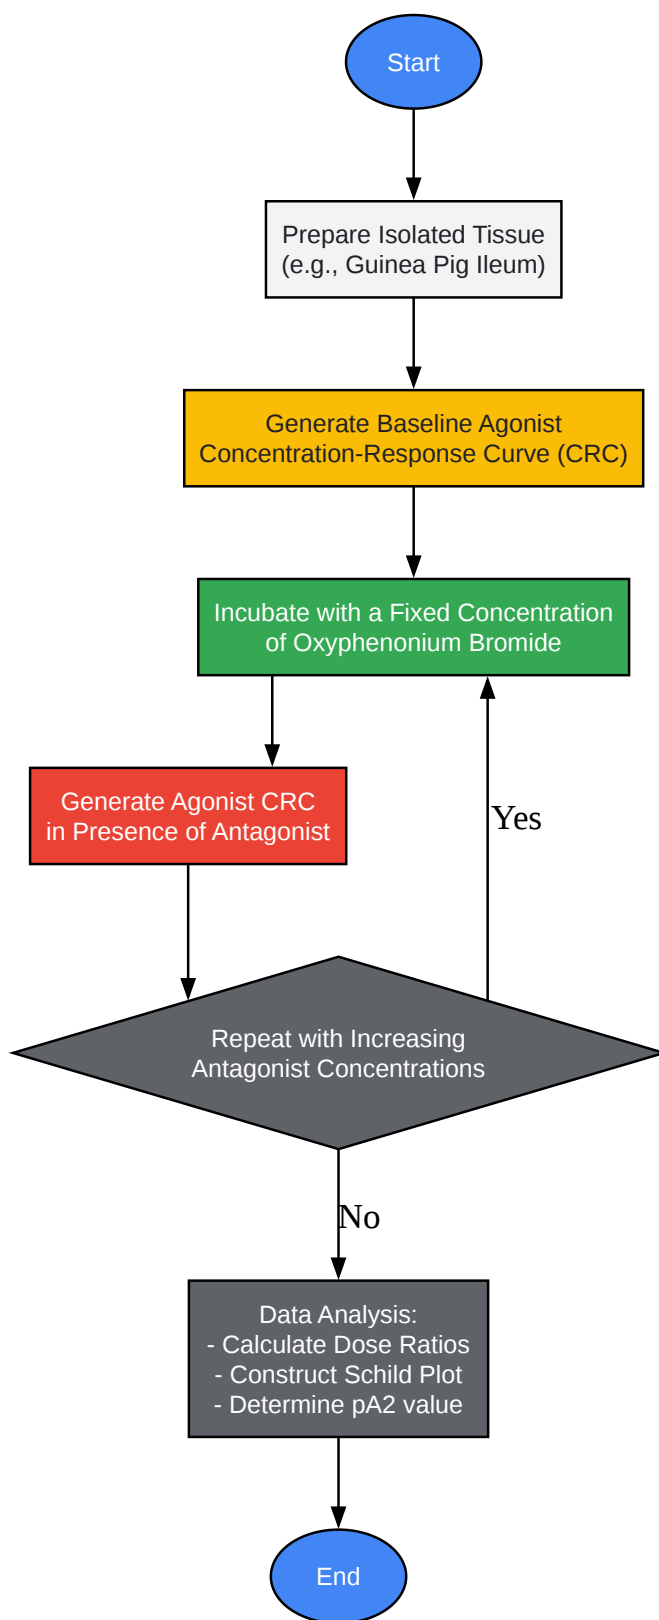 Start
Prepare Isolated Tissue
(e.g., Guinea Pig Ileum)
Generate Baseline Agonist
Concentration-Response Curve (CRC)
Incubate with a Fixed Concentration
of Oxyphenonium Bromide
Generate Agonist CRC
in Presence of Antagonist
Yes
Repeat with Increasing
Antagonist Concentrations
No
Data Analysis:
- Calculate Dose Ratios
- Construct Schild Plot
- Determine pA2 value
End